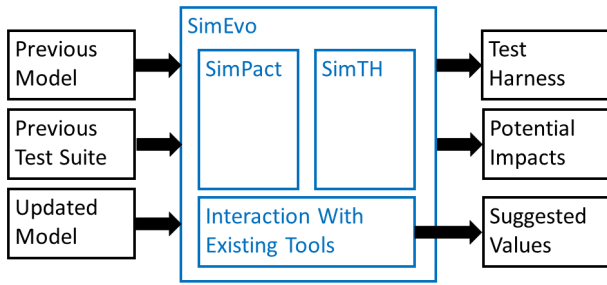 Previous
Model
Previous
Test Suite
Updated
Model
SimEvo
SimPact
SimTH
Interaction With
Existing Tools
Test
Harness
Potential
Impacts
Suggested
Values